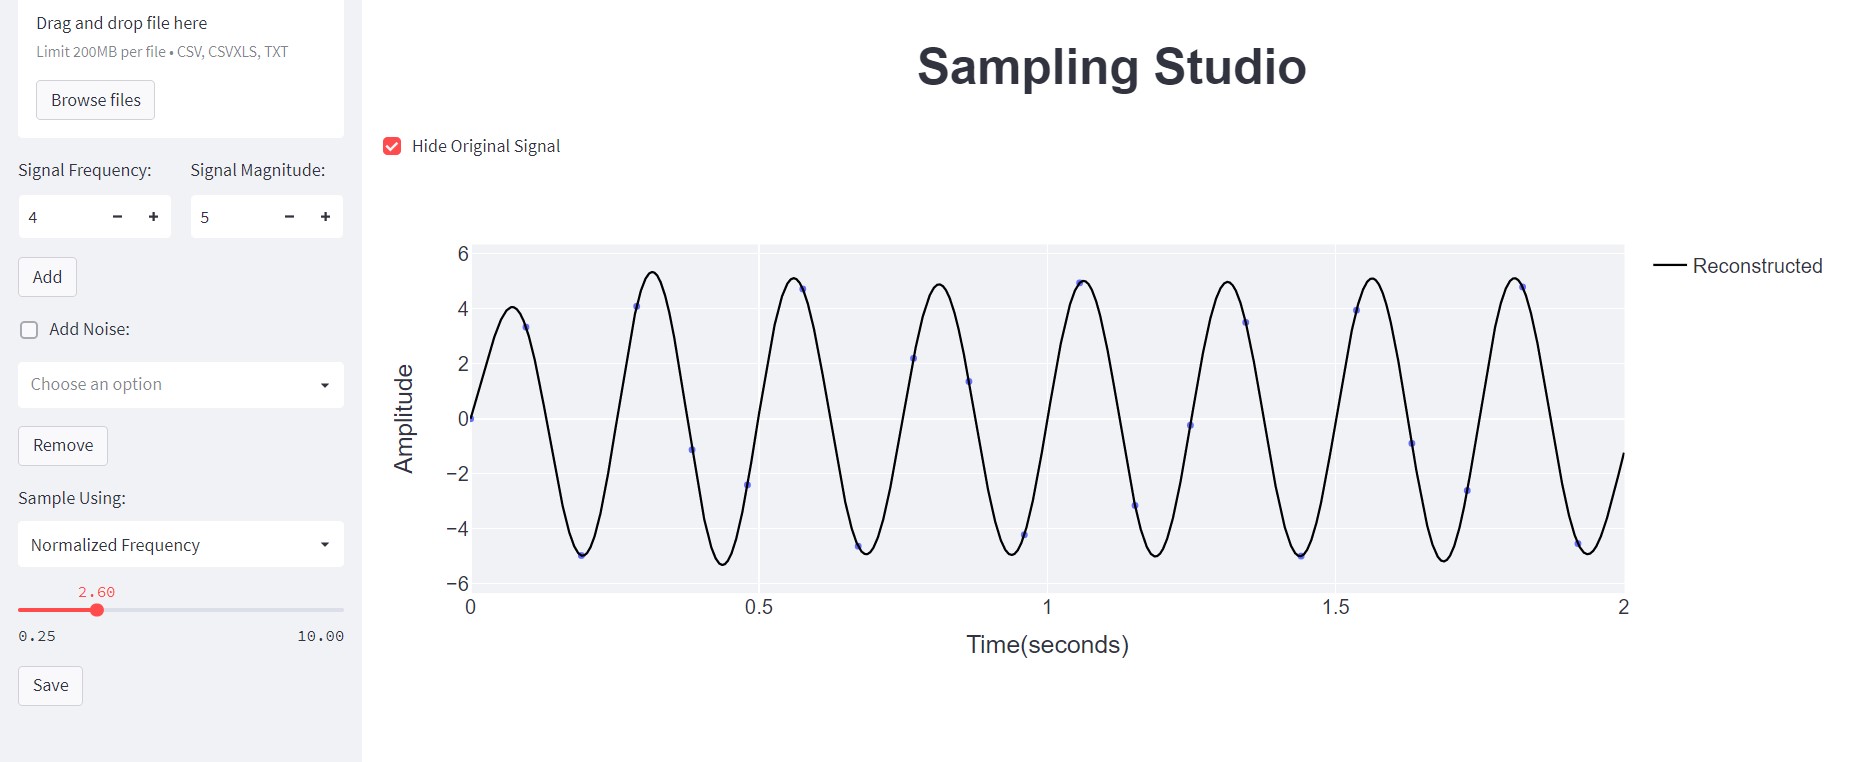 Drag and drop file here
Limit 200MB per file • CSV, CSVXLS, TXT
Browse files
Signal Frequency: Signal Magnitude:
4 − + 5 − +
Add
Add Noise:
Choose an option
Remove
Sample Using:
Normalized Frequency
2.60
0.25 10.00
Save
Sampling Studio
Hide Original Signal
6
4
2
0
−2
−4
−6
Amplitude
0 0.5 1 1.5 2
Time(seconds)
Reconstructed